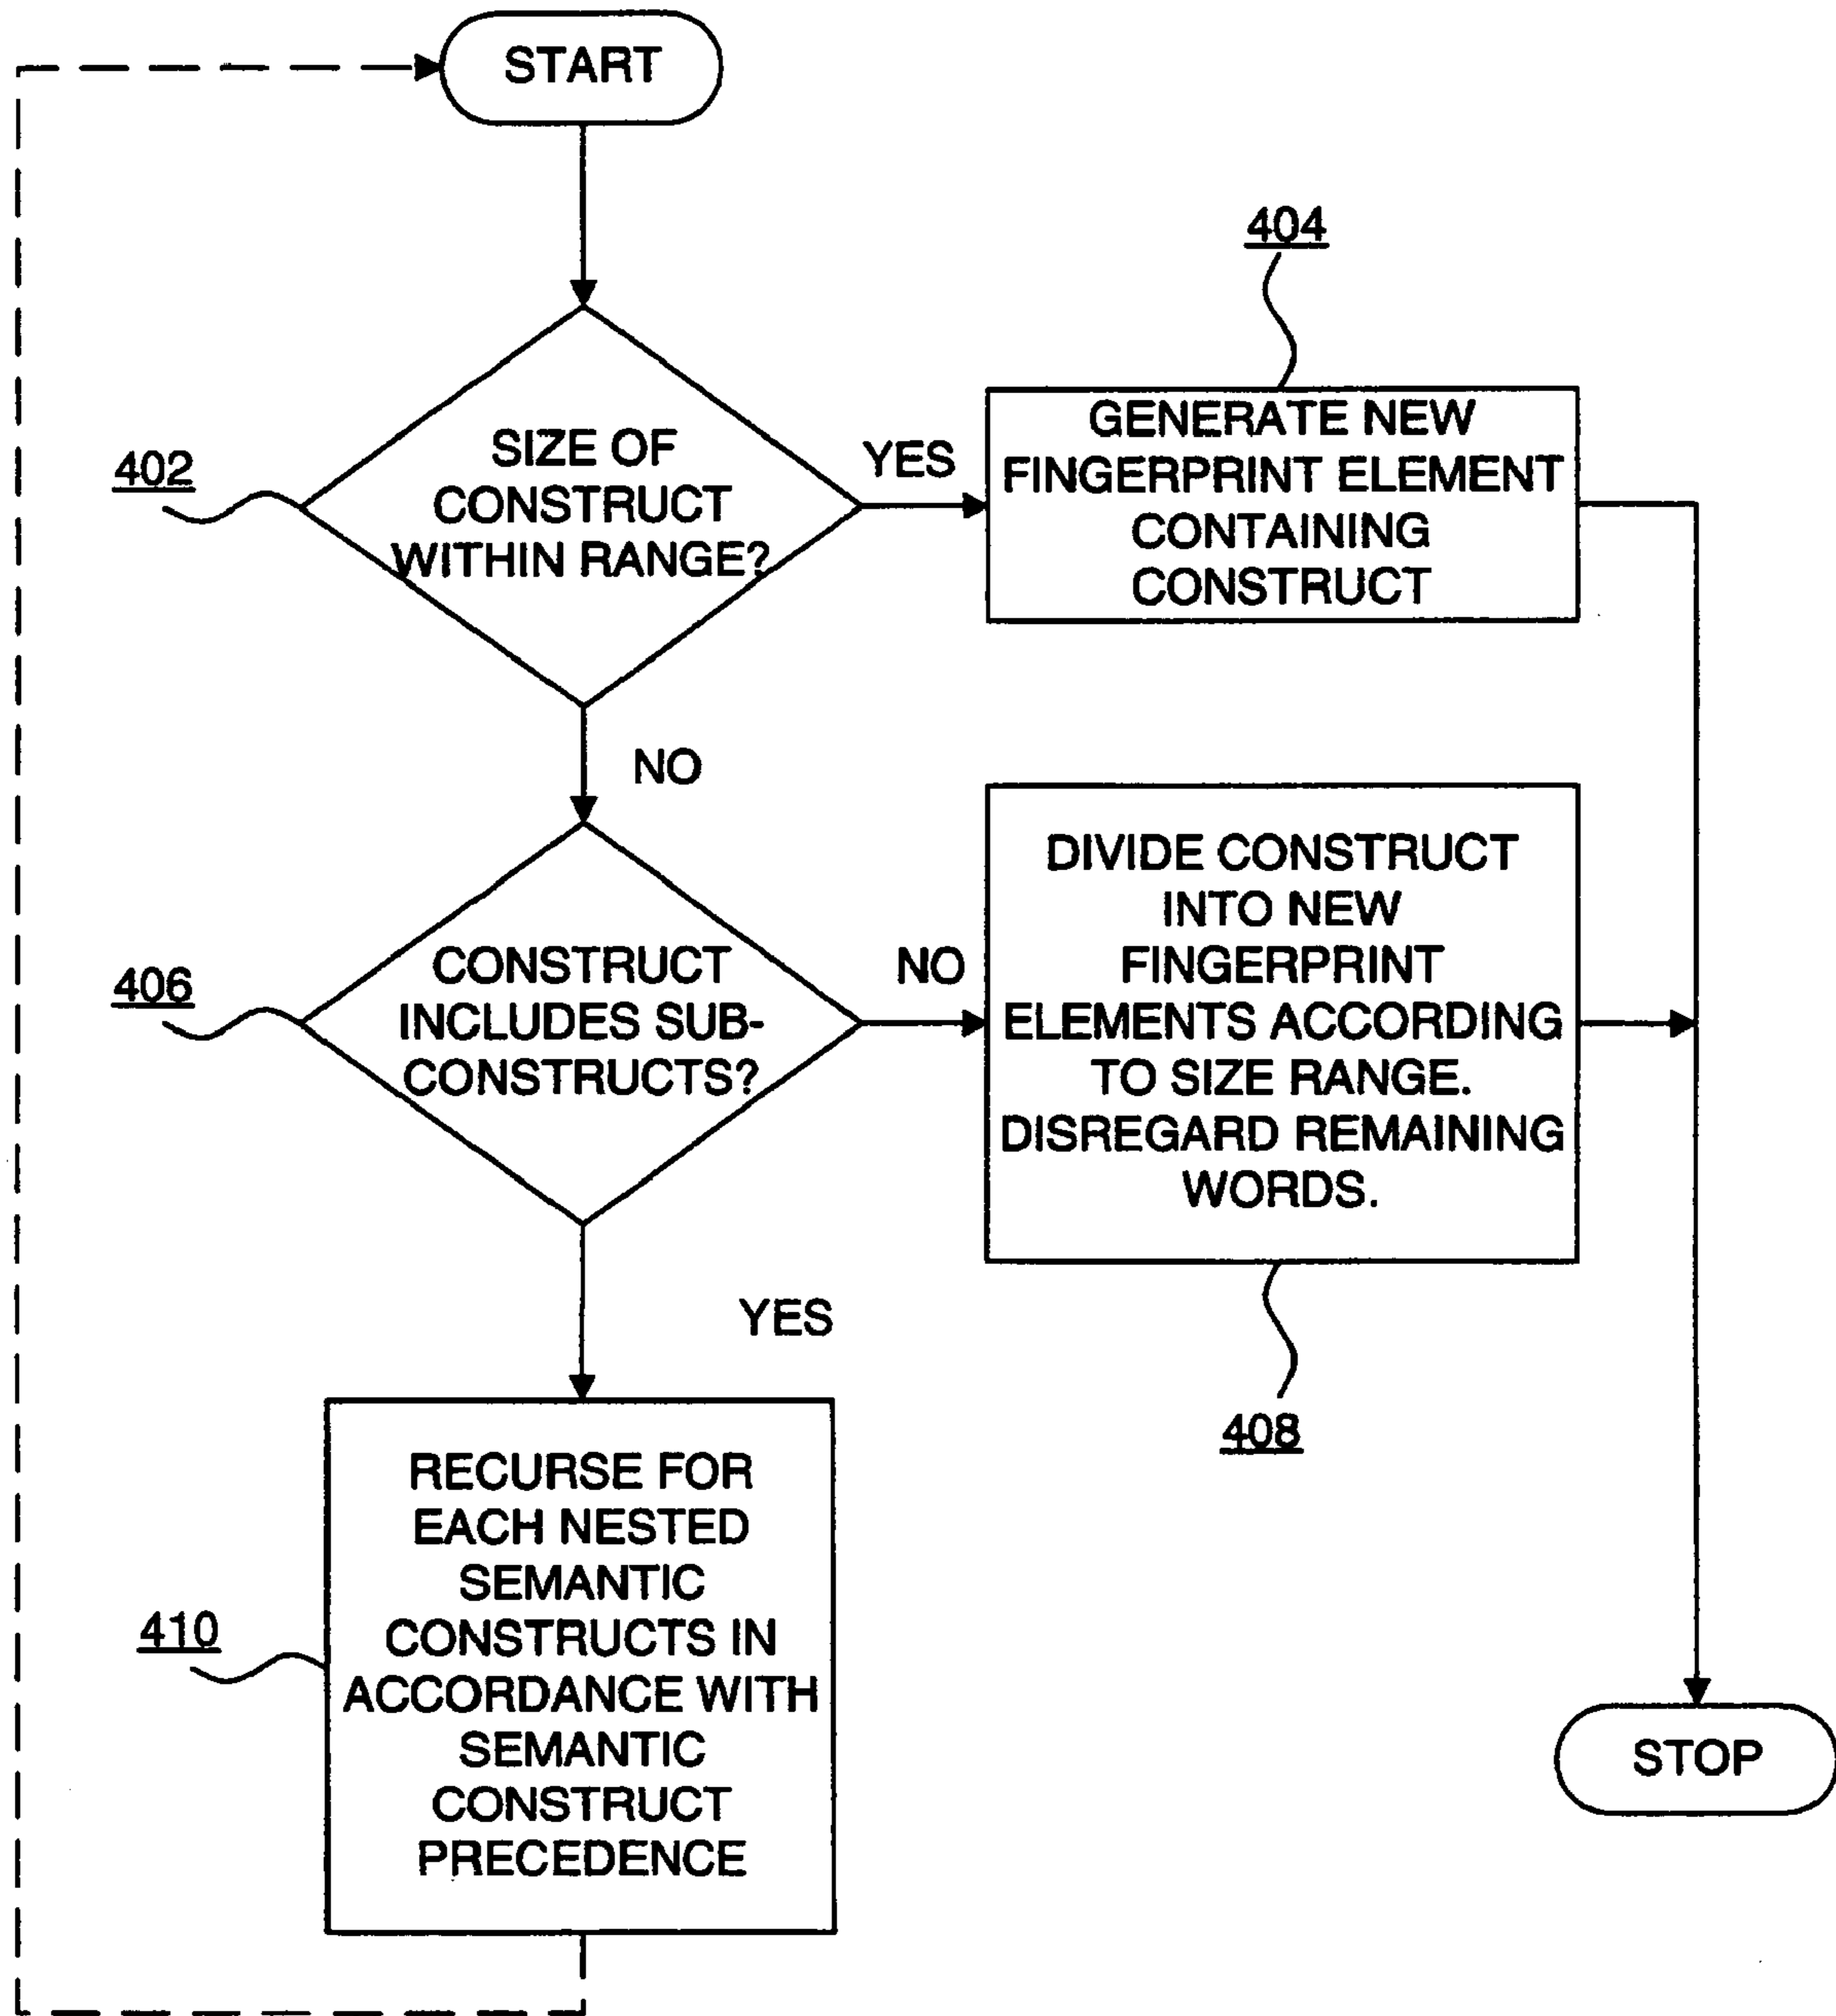 START
404
402
SIZE OF
CONSTRUCT
WITHIN RANGE?
YES
GENERATE NEW
FINGERPRINT ELEMENT
CONTAINING
CONSTRUCT
NO
406
CONSTRUCT
INCLUDES SUB-
CONSTRUCTS?
NO
DIVIDE CONSTRUCT
INTO NEW
FINGERPRINT
ELEMENTS ACCORDING
TO SIZE RANGE.
DISREGARD REMAINING
WORDS.
YES
408
410
RECURSE FOR
EACH NESTED
SEMANTIC
CONSTRUCTS IN
ACCORDANCE WITH
SEMANTIC
CONSTRUCT
PRECEDENCE
STOP